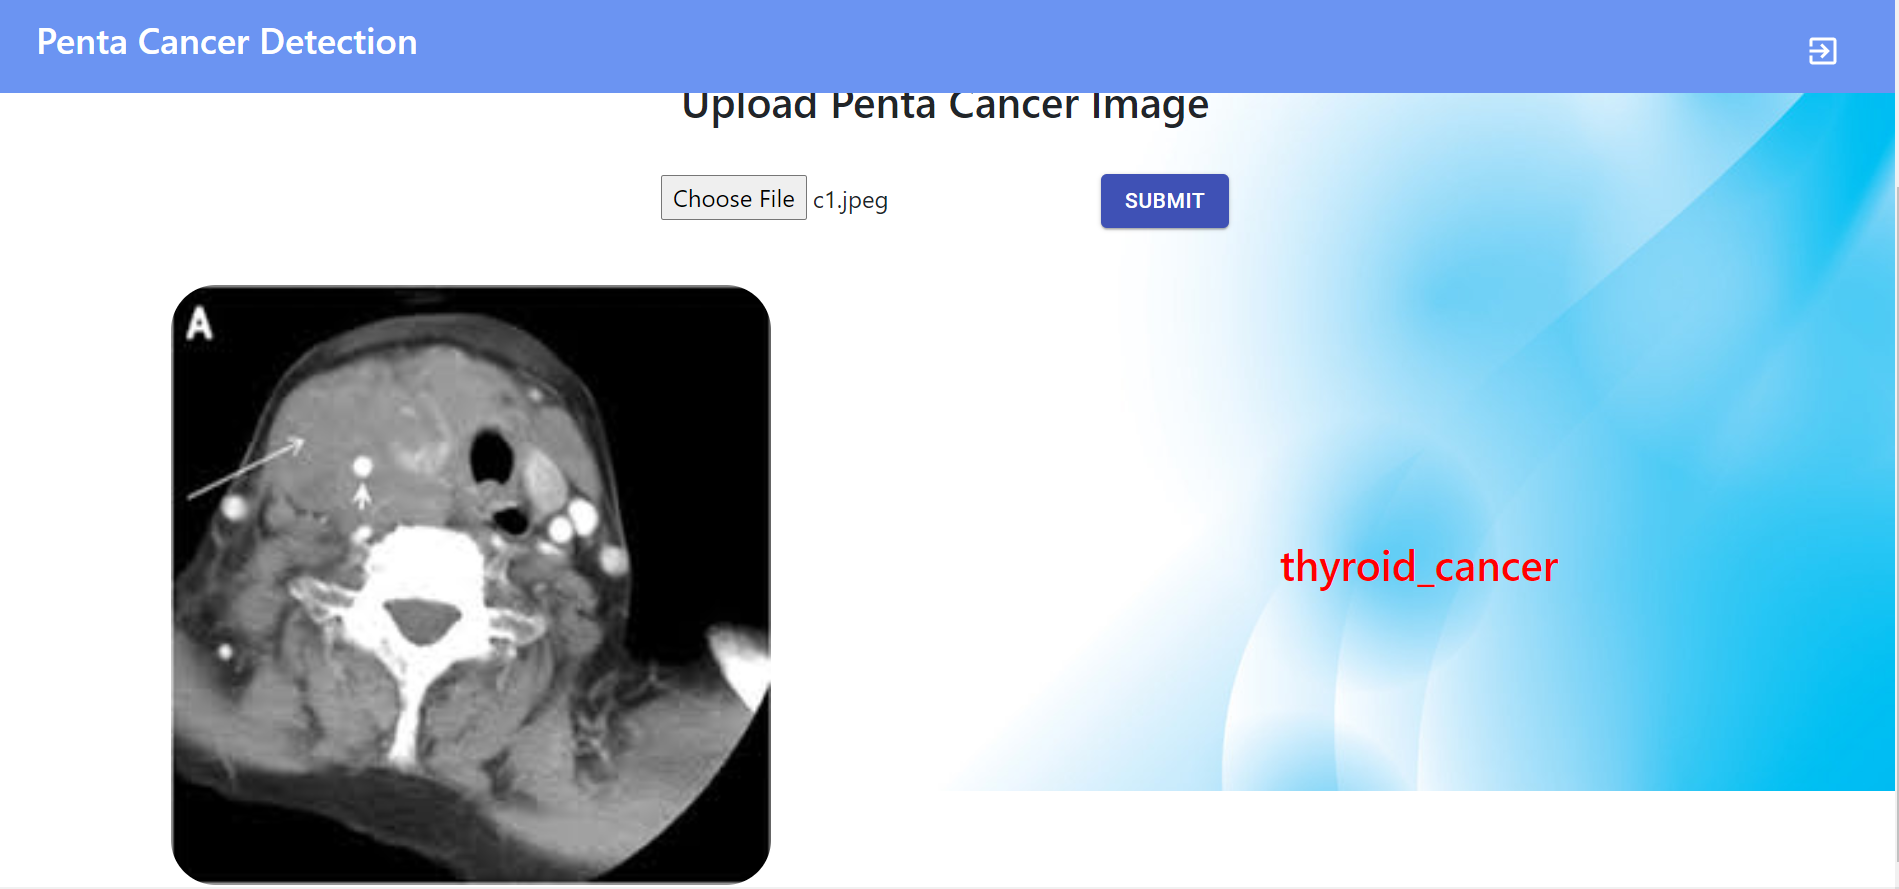 Penta Cancer Detection
Upload Penta Cancer Image
Choose File c1.jpeg
SUBMIT
A
thyroid_cancer